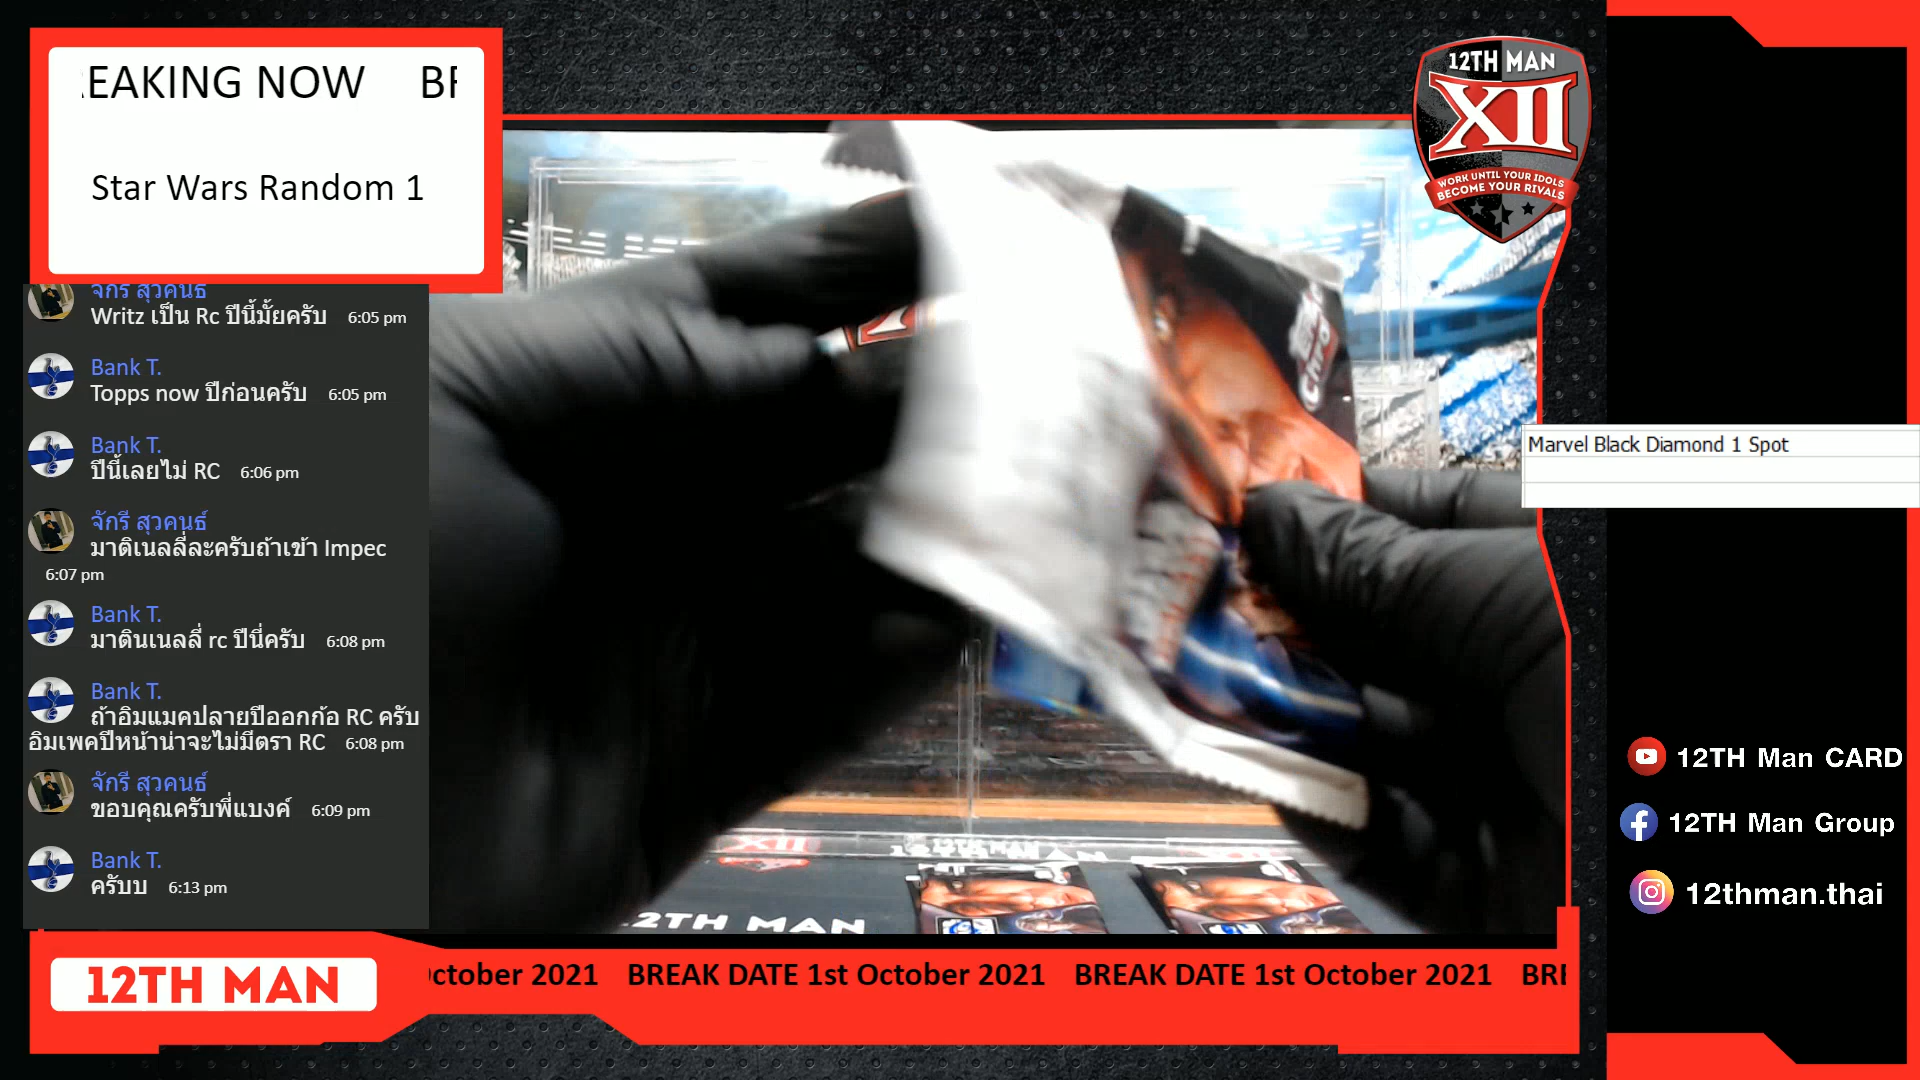 REAKING NOW BR
Star Wars Random 1
จักรี สุวคนธ์
Writz เป็น Rc ปีนี้มั้ยครับ 6:05 pm
Bank T.
Topps now ปีก่อนครับ 6:05 pm
Bank T.
ปีนี้เลยไม่ RC 6:06 pm
จักรี สุวคนธ์
มาดิเนลลี่ละครับถ้าเข้า Impec
6:07 pm
Bank T.
มาตินเนลลี่ rc ปีนี่ครับ 6:08 pm
Bank T.
ถ้าอิมแมคปลายปีออกก้อ RC ครับ
อิมเพคปีหน้าน่าจะไม่มีตรา RC 6:08 pm
จักรี สุวคนธ์
ขอบคุณครับพี่แบงค์ 6:09 pm
Bank T.
ครับบ 6:13 pm
12TH MAN
XII
WORK UNTIL YOUR IDOLS
BECOME YOUR RIVALS
Marvel Black Diamond 1 Spot
12TH Man CARD
12TH Man Group
12thman.thai
12TH MAN
XII
12TH MAN
12TH MAN
October 2021 BREAK DATE 1st October 2021 BREAK DATE 1st October 2021 BRE